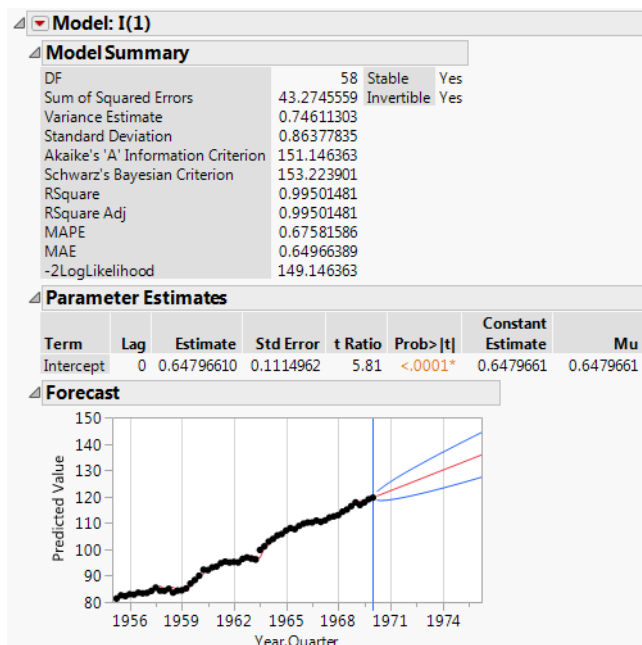 Model: I(1)
Model Summary
DF 58 Stable Yes
Sum of Squared Errors 43.2745559 Invertible Yes
Variance Estimate 0.74611303
Standard Deviation 0.86377835
Akaike's 'A' Information Criterion 151.146363
Schwarz's Bayesian Criterion 153.223901
RSquare 0.99501481
RSquare Adj 0.99501481
MAPE 0.67581586
MAE 0.64966389
-2LogLikelihood 149.146363
Parameter Estimates
Constant
Term Lag Estimate Std Error t Ratio Prob>|t| Estimate Mu
Intercept 0 0.64796610 0.1114962 5.81 <.0001* 0.6479661 0.6479661
Forecast
150
140
130
120
110
100
90
80
Predicted Value
1956 1959 1962 1965 1968 1971 1974
Year.Quarter